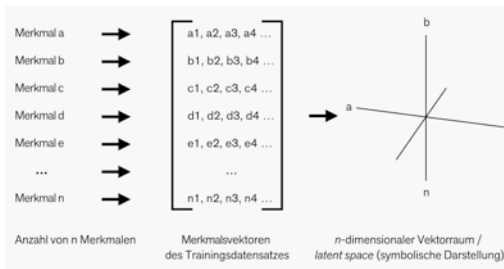 Merkmal a
a1, a2, a3, a4 ...
Merkmal b
b1, b2, b3, b4 ...
Merkmal c
c1, c2, c3, c4 ...
Merkmal d
d1, d2, d3, d4 ...
Merkmal e
e1, e2, e3, e4 ...
...
...
Merkmal n
n1, n2, n3, n4 ...
b
a
n
Anzahl von n Merkmalen
Merkmalsvektoren
des Trainingsdatensatzes
n-dimensionaler Vektorraum /
latent space (symbolische Darstellung)